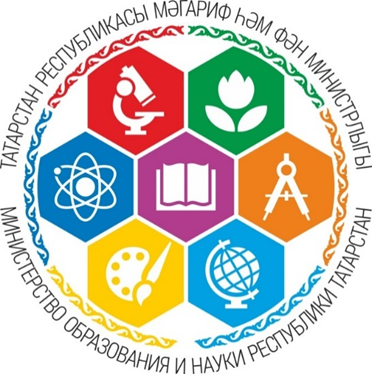 ТАТАРСТАН РЕСПУБЛИКАСЫ МӘГАРИФ ҺӘМ ФӘН МИНИСТРЛЫГЫ
МИНИСТЕРСТВО ОБРАЗОВАНИЯ И НАУКИ РЕСПУБЛИКИ ТАТАРСТАН